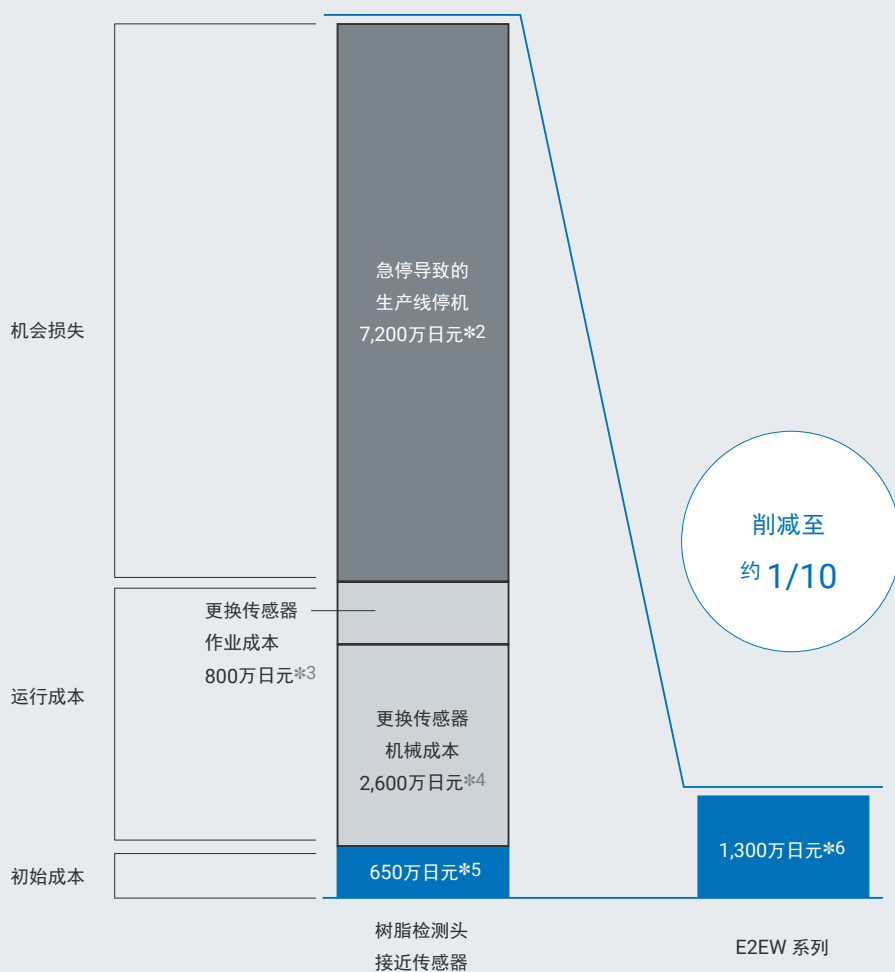 急停导致的
生产线停机
7,200万日元*2
机会损失
削减至
约 1/10
更换传感器
作业成本
800万日元*3
运行成本
更换传感器
机械成本
2,600万日元*4
1,300万日元*6
初始成本
650万日元*5
树脂检测头
接近传感器
E2EW 系列